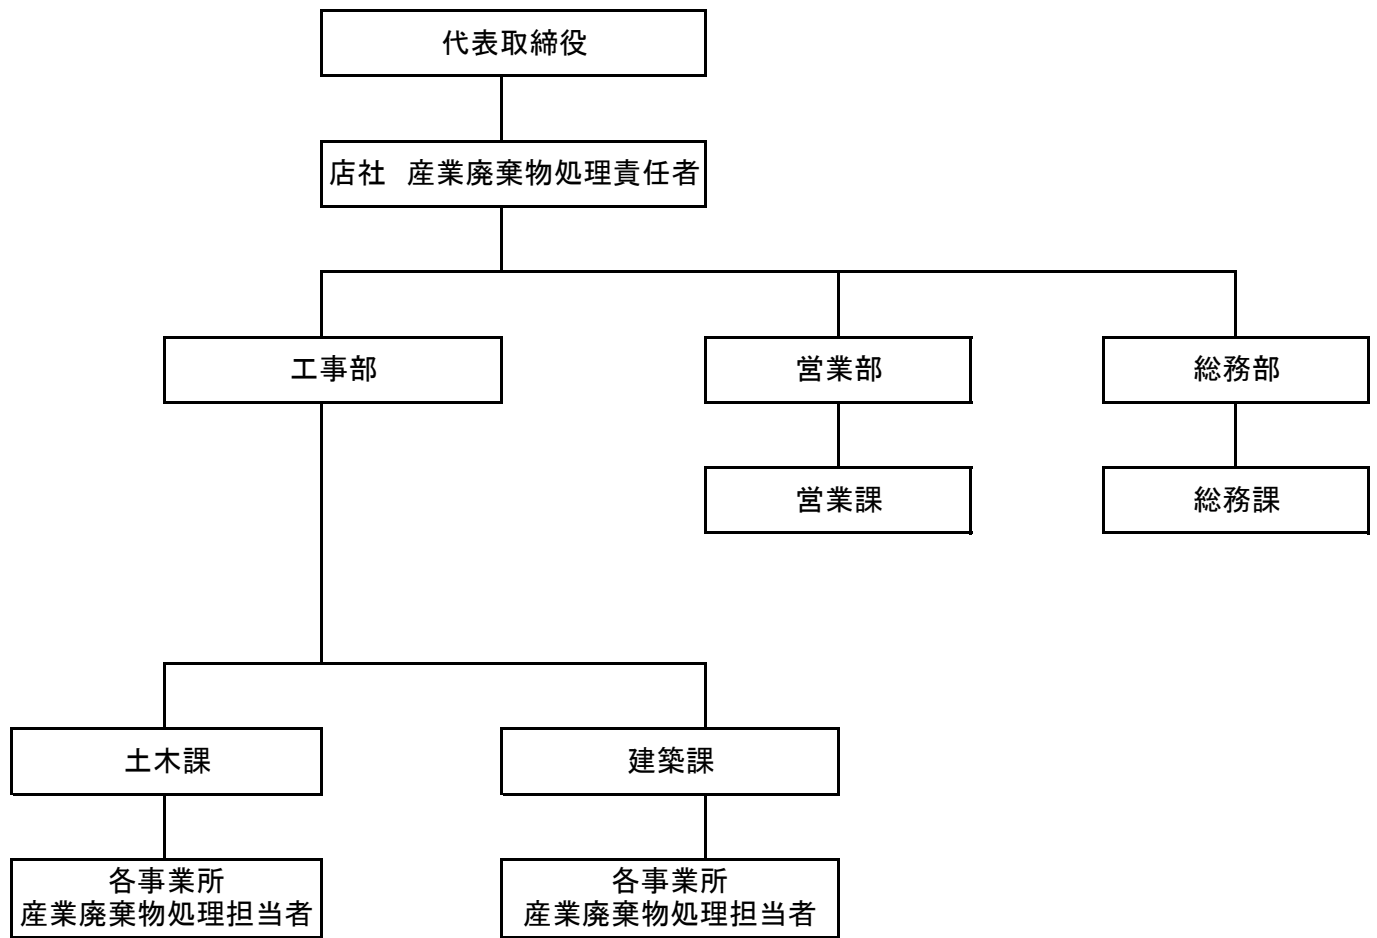 代表取締役
店社　産業廃棄物処理責任者
工事部
営業部
総務部
営業課
総務課
土木課
建築課
各事業所
産業廃棄物処理担当者
各事業所
産業廃棄物処理担当者